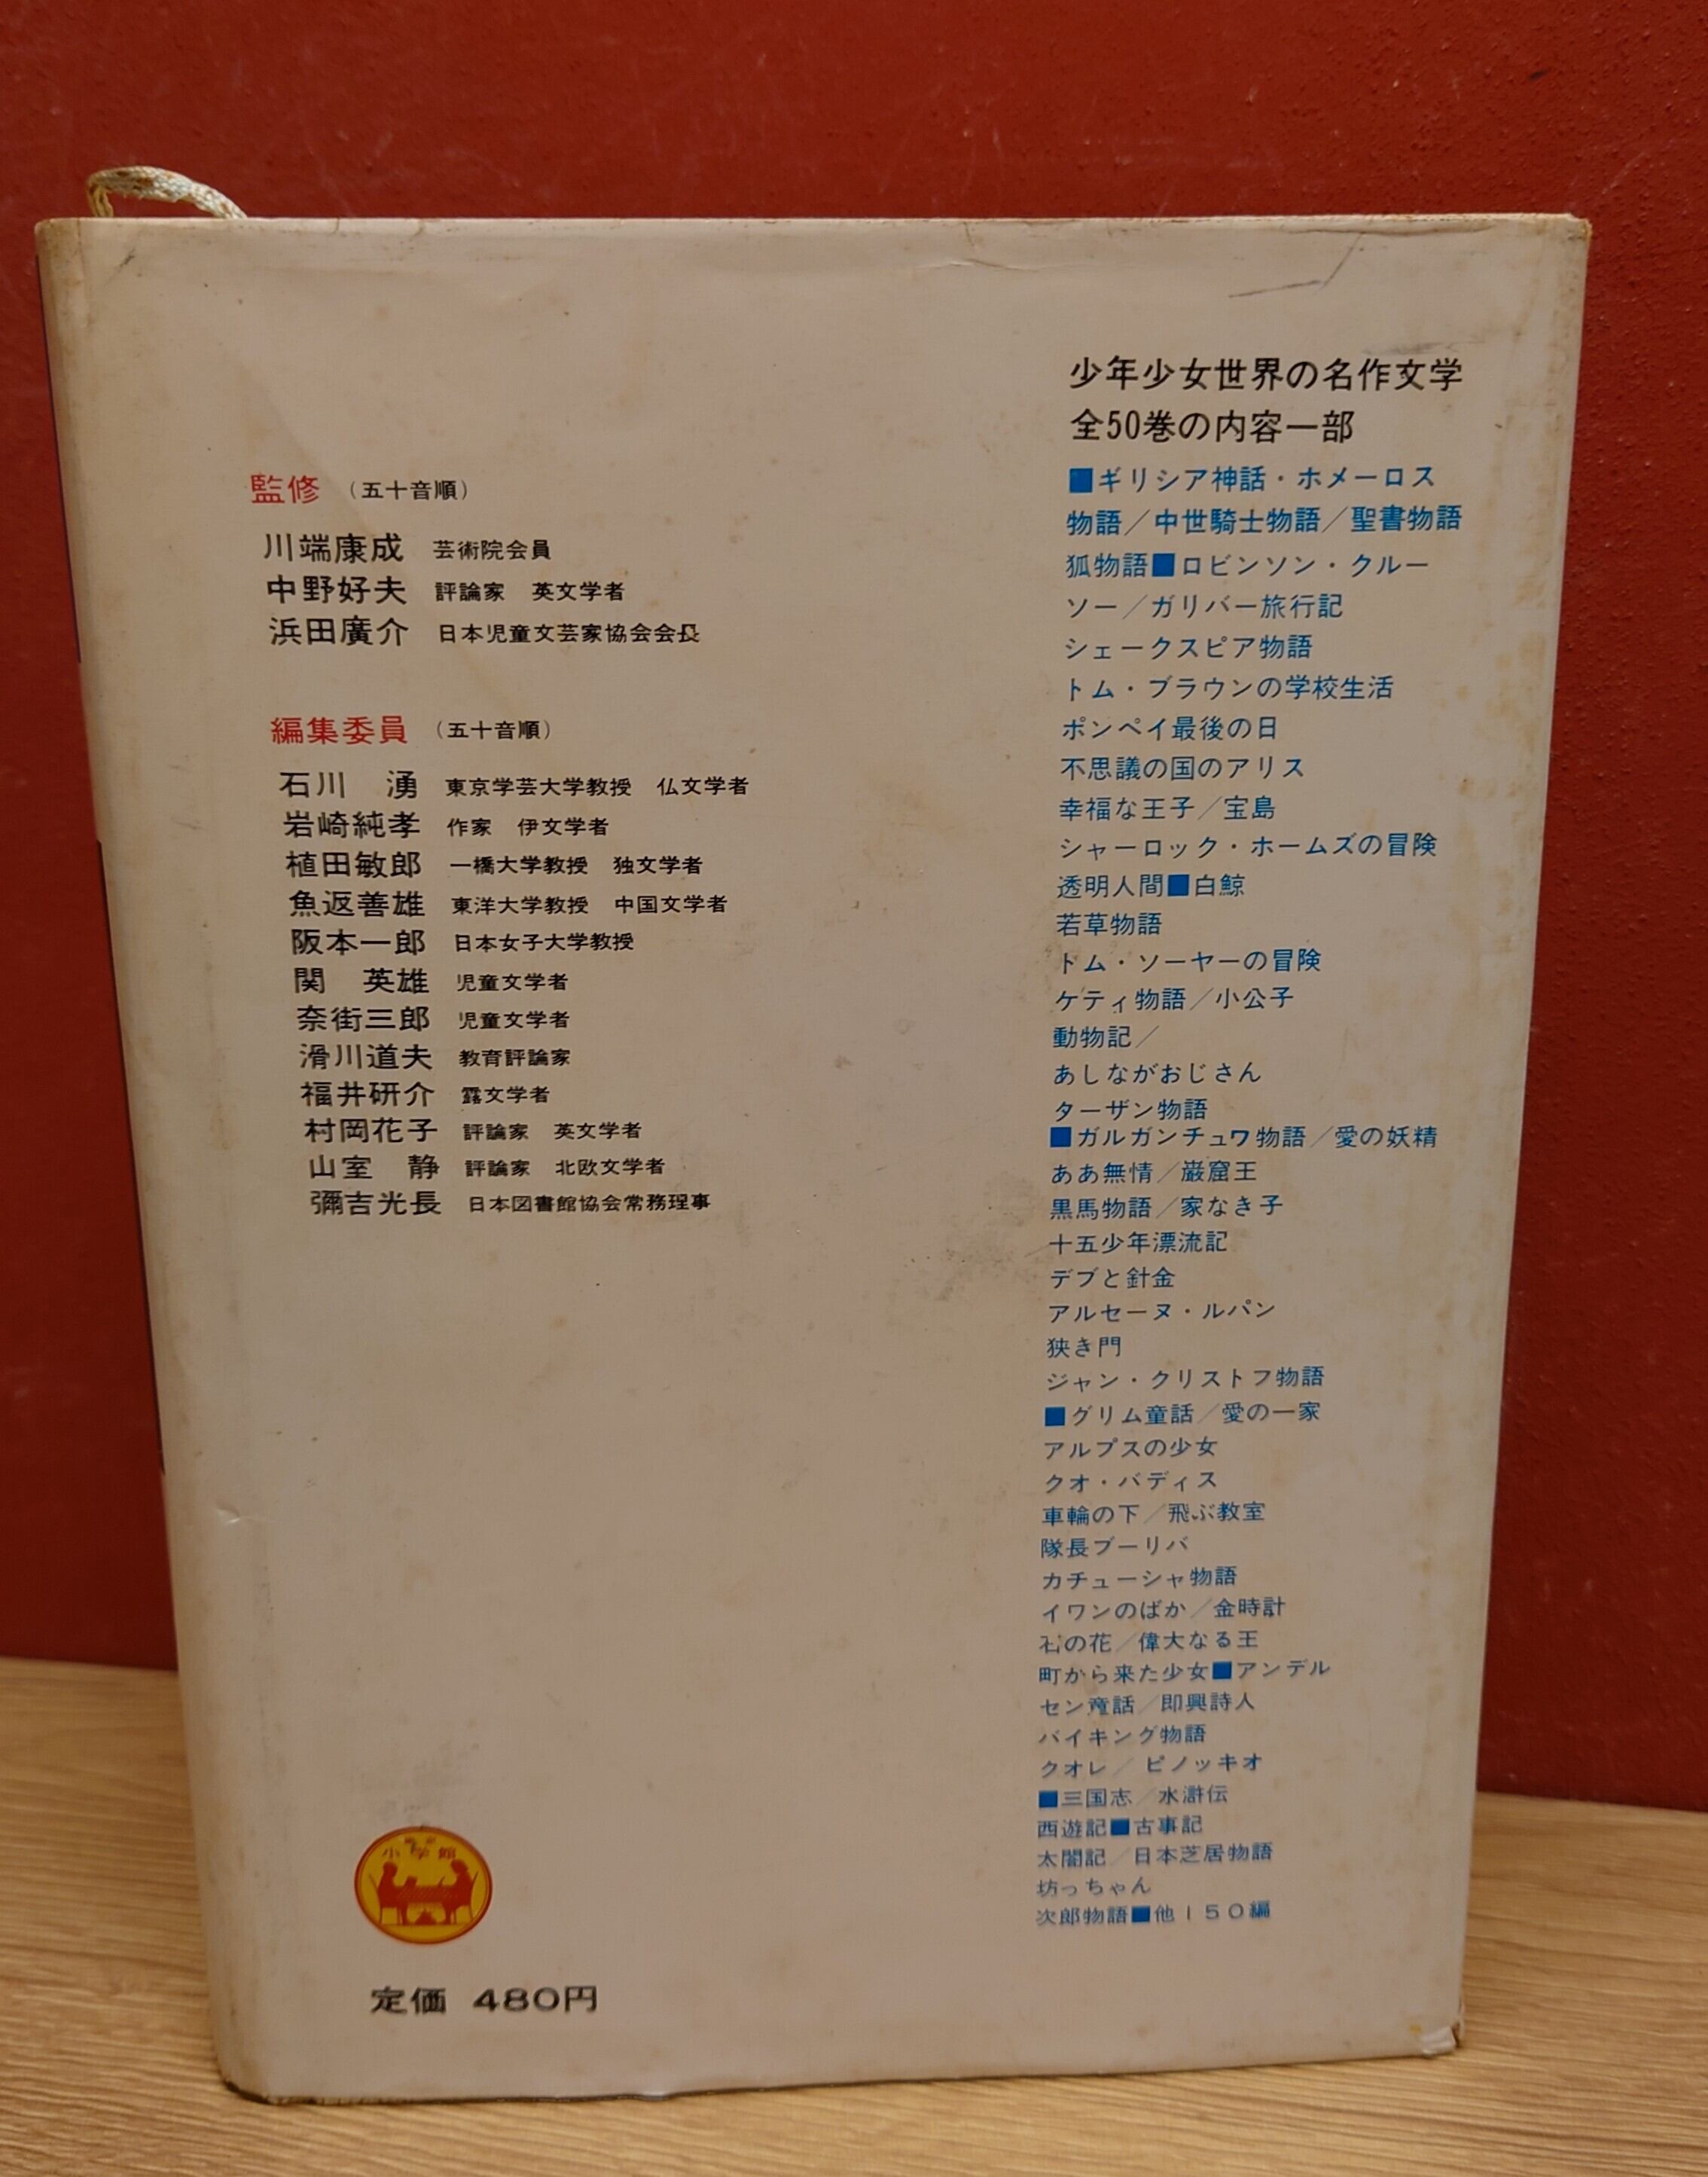 監修 （五十音順）
川端康成 芸術院会員
中野好夫 評論家 英文学者
浜田廣介 日本児童文芸家協会会長
編集委員 （五十音順）
石川 湧 東京学芸大学教授 仏文学者
岩崎純孝 作家 伊文学者
植田敏郎 一橋大学教授 独文学者
魚返善雄 東洋大学教授 中国文学者
阪本一郎 日本女子大学教授
関 英雄 児童文学者
奈街三郎 児童文学者
滑川道夫 教育評論家
福井研介 露文学者
村岡花子 評論家 英文学者
山室 静 評論家 北欧文学者
彌吉光長 日本図書館協会常務理事
小学館
定価 480円
少年少女世界の名作文学
全50巻の内容一部
■ギリシア神話・ホメーロス
物語／中世騎士物語／聖書物語
狐物語■ロビンソン・クルー
ソー／ガリバー旅行記
シェークスピア物語
トム・ブラウンの学校生活
ポンペイ最後の日
不思議の国のアリス
幸福な王子／宝島
シャーロック・ホームズの冒険
透明人間■白鯨
若草物語
トム・ソーヤーの冒険
ケティ物語／小公子
動物記／
あしながおじさん
ターザン物語
■ガルガンチュワ物語／愛の妖精
ああ無情／巌窟王
黒馬物語／家なき子
十五少年漂流記
デブと針金
アルセーヌ・ルパン
狭き門
ジャン・クリストフ物語
■グリム童話／愛の一家
アルプスの少女
クオ・バディス
車輪の下／飛ぶ教室
隊長ブーリバ
カチューシャ物語
イワンのばか／金時計
石の花／偉大なる王
町から来た少女■アンデル
セン童話／即興詩人
バイキング物語
クオレ／ピノッキオ
■三国志／水滸伝
西遊記■古事記
太閤記／日本芝居物語
坊っちゃん
次郎物語■他150編